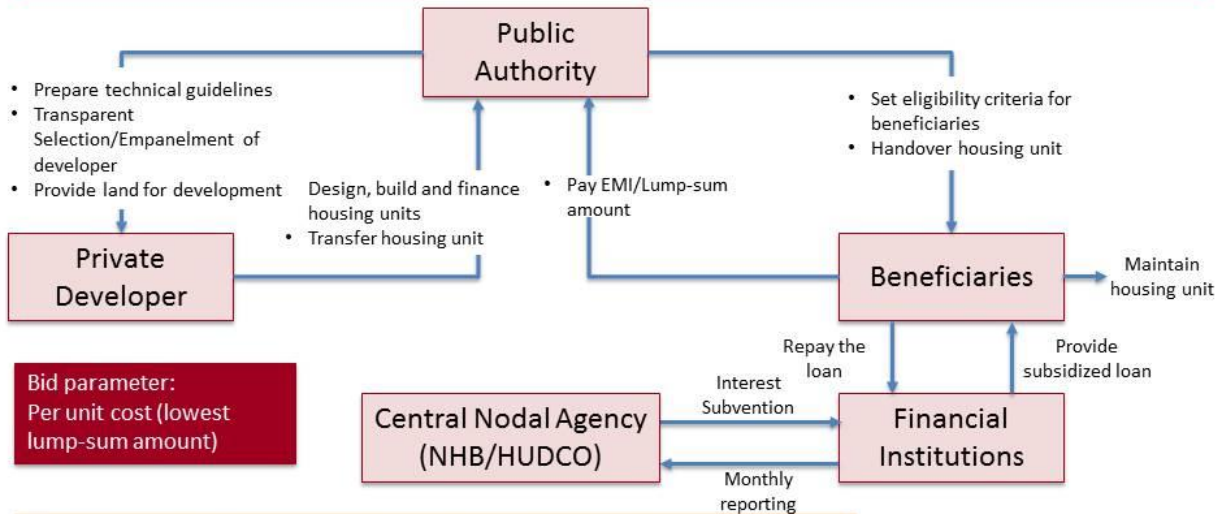 Public
Authority
• Prepare technical guidelines
• Transparent
Selection/Empanelment of
developer
• Provide land for development
Design, build and finance
housing units
• Transfer housing unit
• Pay EMI/Lump-sum
amount
• Set eligibility criteria for
beneficiaries
• Handover housing unit
Private
Developer
Beneficiaries
Maintain
housing unit
Repay the
loan
Provide
subsidized loan
Bid parameter:
Per unit cost (lowest
lump-sum amount)
Central Nodal Agency
(NHB/HUDCO)
Interest
Subvention
Monthly
reporting
Financial
Institutions